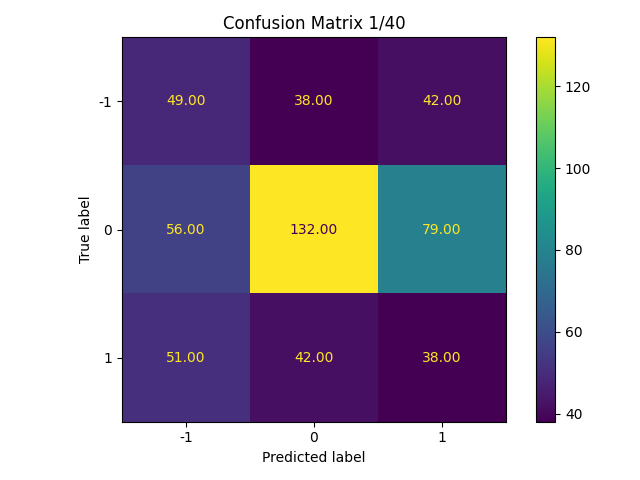 Confusion Matrix 1/40
-1 49.00 38.00 42.00
0 56.00 132.00 79.00
1 51.00 42.00 38.00
-1 0 1
Predicted label
True label
120
100
80
60
40